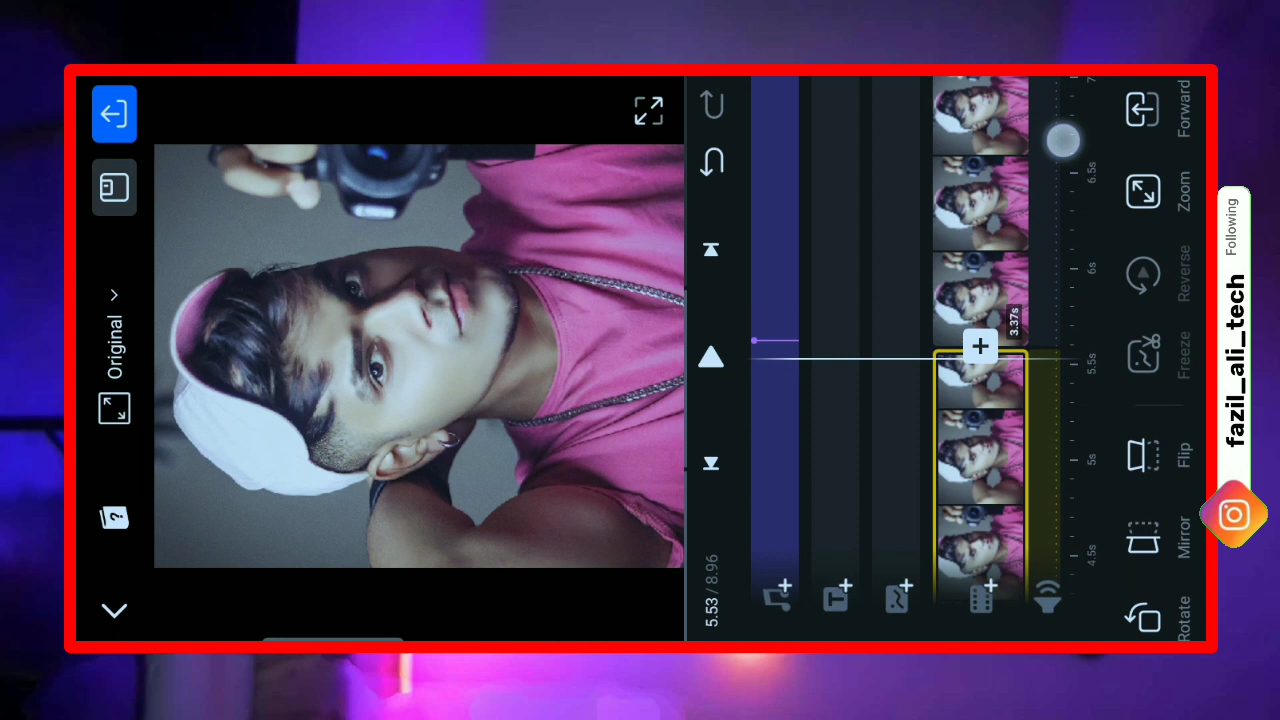 Original
?
5.53 / 8.96
T
3.37s
7
6.5s
6s
5.5s
5s
4.5s
Forward
Zoom
Reverse
Freeze
Flip
Mirror
Rotate
Following
fazil_ali_tech